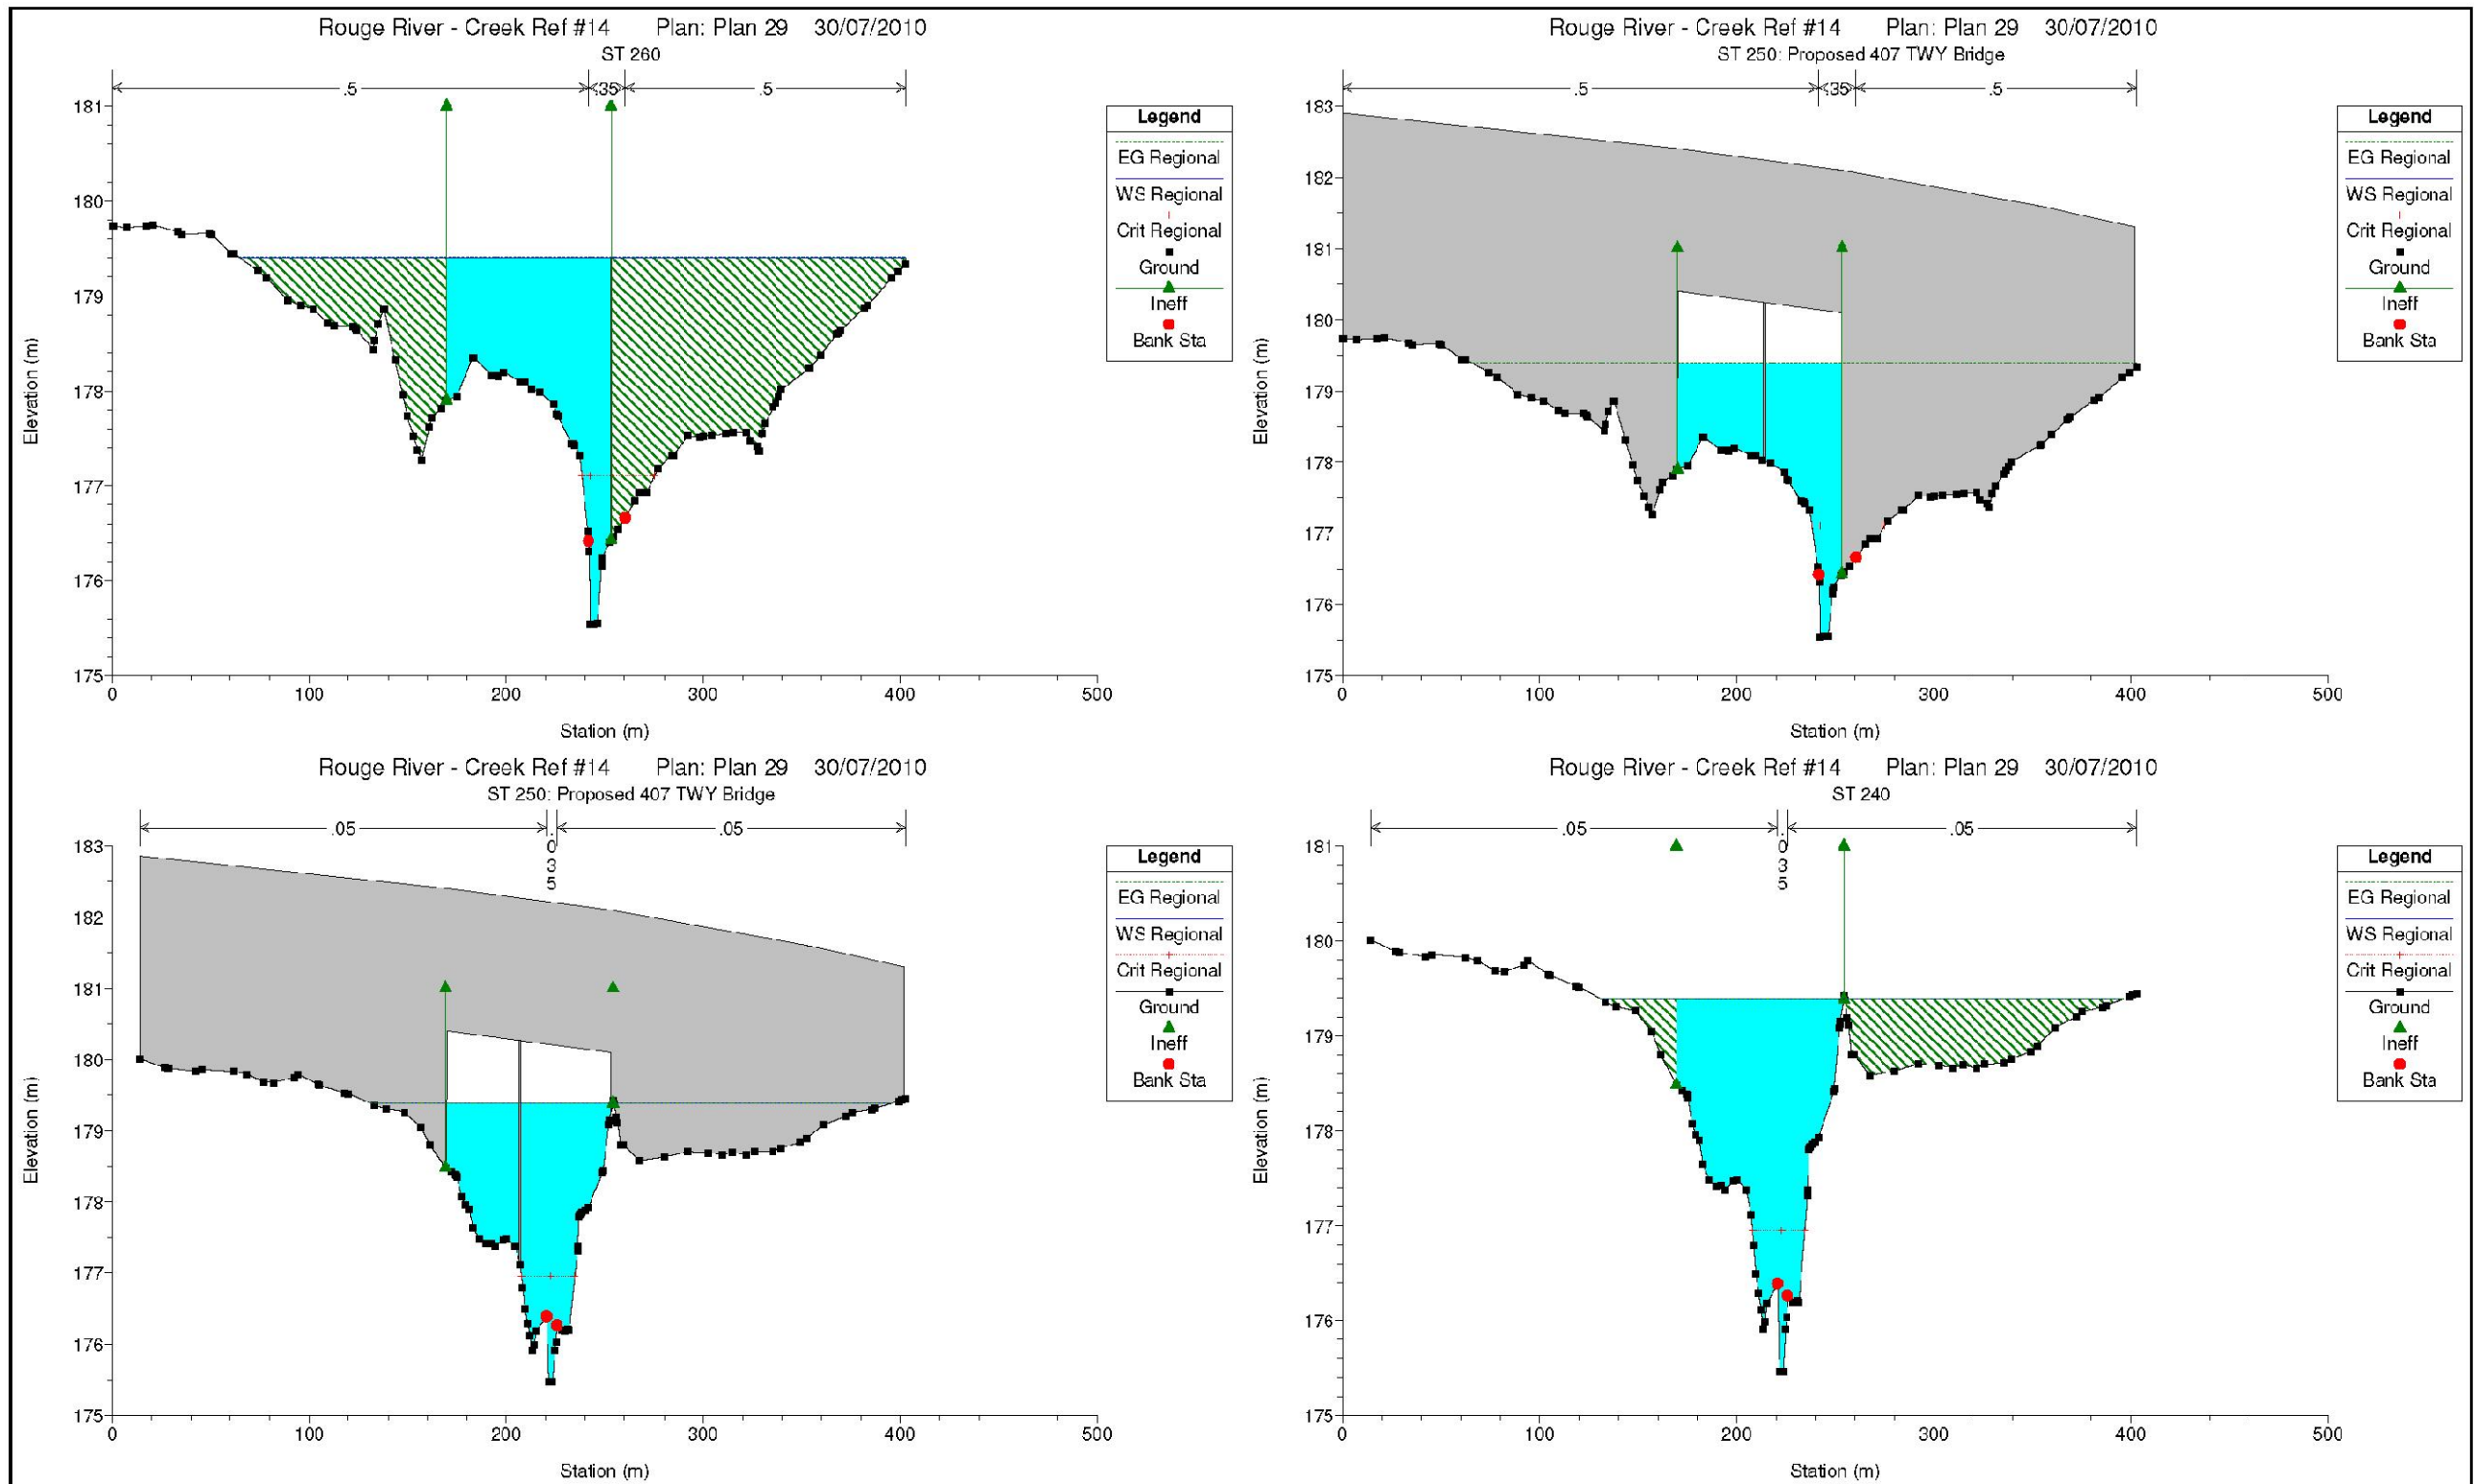 Rouge River - Creek Ref #14 Plan: Plan 29 30/07/2010
ST 260
.5 .35 .5
181
180
179
178
177
176
175
Elevation (m)
0 100 200 300 400 500
Station (m)
Legend
EG Regional
WS Regional
Crit Regional
Ground
Ineff
Bank Sta
Rouge River - Creek Ref #14 Plan: Plan 29 30/07/2010
ST 250: Proposed 407 TWY Bridge
.5 .35 .5
183
182
181
180
179
178
177
176
175
Elevation (m)
0 100 200 300 400 500
Station (m)
Legend
EG Regional
WS Regional
Crit Regional
Ground
Ineff
Bank Sta
Rouge River - Creek Ref #14 Plan: Plan 29 30/07/2010
ST 250: Proposed 407 TWY Bridge
.05 .035 .05
183
182
181
180
179
178
177
176
175
Elevation (m)
0 100 200 300 400 500
Station (m)
Legend
EG Regional
WS Regional
Crit Regional
Ground
Ineff
Bank Sta
Rouge River - Creek Ref #14 Plan: Plan 29 30/07/2010
ST 240
.05 .035 .05
181
180
179
178
177
176
175
Elevation (m)
0 100 200 300 400 500
Station (m)
Legend
EG Regional
WS Regional
Crit Regional
Ground
Ineff
Bank Sta